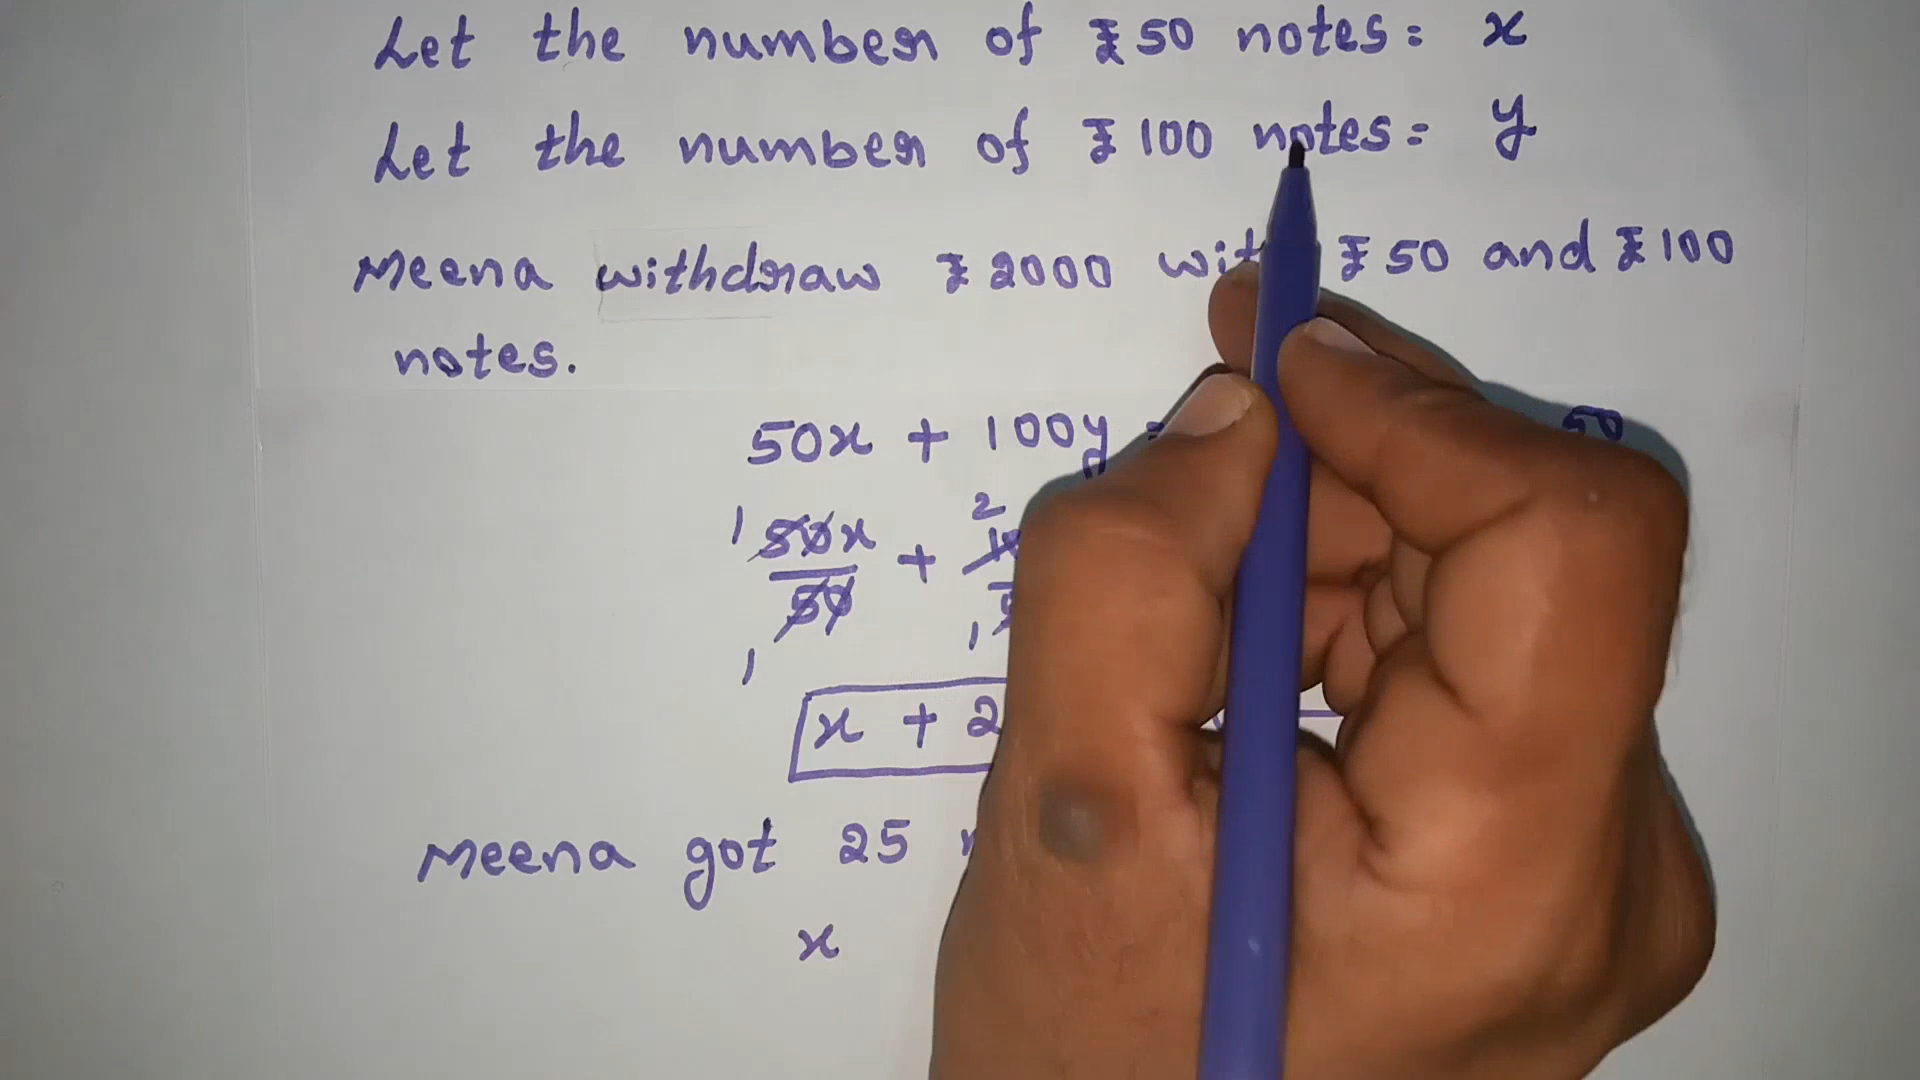 Let the number of ₹50 notes = x
Let the number of ₹100 notes = y
Meena withdraw ₹2000 ₹50 and ₹100
notes.
50x + 100y = 50
1 50x + 2
50
1 1
x + 2
Meena got 25
x